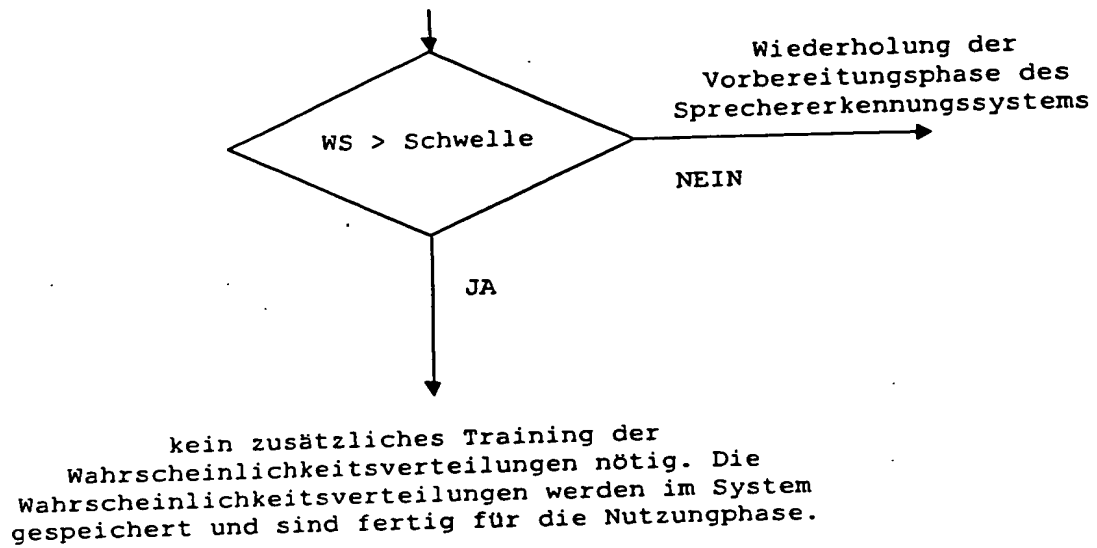 Wiederholung der
Vorbereitungsphase des
Sprechererkennungssystems
WS > Schwelle
NEIN
JA
kein zusätzliches Training der
Wahrscheinlichkeitsverteilungen nötig. Die
Wahrscheinlichkeitsverteilungen werden im System
gespeichert und sind fertig für die Nutzungphase.